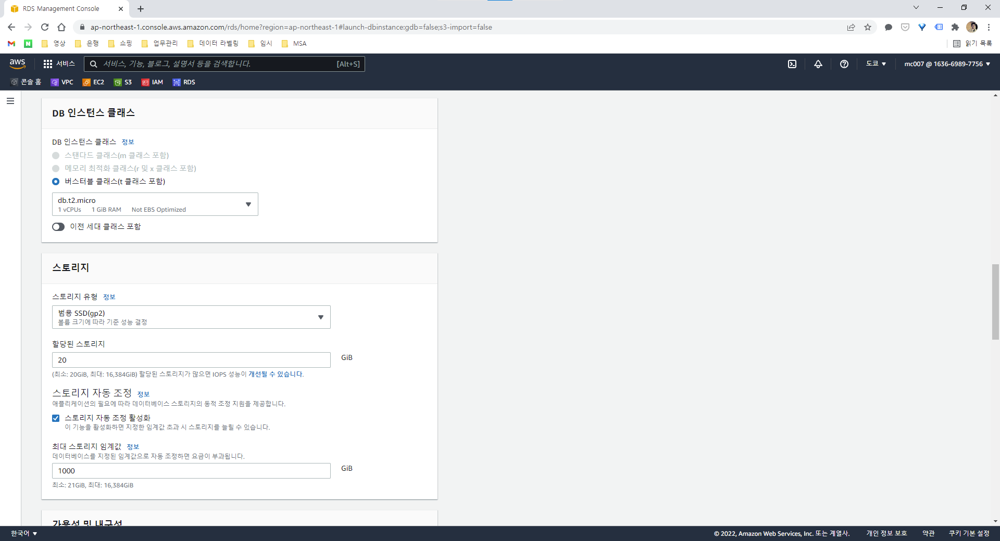 RDS Management Console
ap-northeast-1.console.aws.amazon.com/rds/home?region=ap-northeast-1#launch-dbinstance:gdb=false;s3-import=false
영상
은행
쇼핑
업무관리
데이터 라벨링
임시
MSA
읽기 목록
aws
서비스
서비스, 기능, 블로그, 설명서 등을 검색합니다.
[Alt+S]
도쿄
mc007 @ 1636-6989-7756
콘솔 홈
VPC
EC2
S3
IAM
RDS
DB 인스턴스 클래스
DB 인스턴스 클래스 정보
스탠다드 클래스(m 클래스 포함)
메모리 최적화 클래스(r 및 x 클래스 포함)
버스터블 클래스(t 클래스 포함)
db.t2.micro
1 vCPUs 1 GiB RAM Not EBS Optimized
이전 세대 클래스 포함
스토리지
스토리지 유형 정보
범용 SSD(gp2)
볼륨 크기에 따라 기준 성능 결정
할당된 스토리지
20
GiB
(최소: 20GiB, 최대: 16,384GiB) 할당된 스토리지가 많으면 IOPS 성능이 개선될 수 있습니다.
스토리지 자동 조정 정보
애플리케이션의 필요에 따라 데이터베이스 스토리지의 동적 조정 지원을 제공합니다.
스토리지 자동 조정 활성화
이 기능을 활성화하면 지정한 임계값 초과 시 스토리지를 늘릴 수 있습니다.
최대 스토리지 임계값 정보
데이터베이스를 지정된 임계값으로 자동 조정하면 요금이 부과됩니다.
1000
GiB
최소: 21GiB, 최대: 16,384GiB
가용성 및 내구성
한국어
© 2022, Amazon Web Services, Inc. 또는 계열사.
개인 정보 보호
약관
쿠키 기본 설정